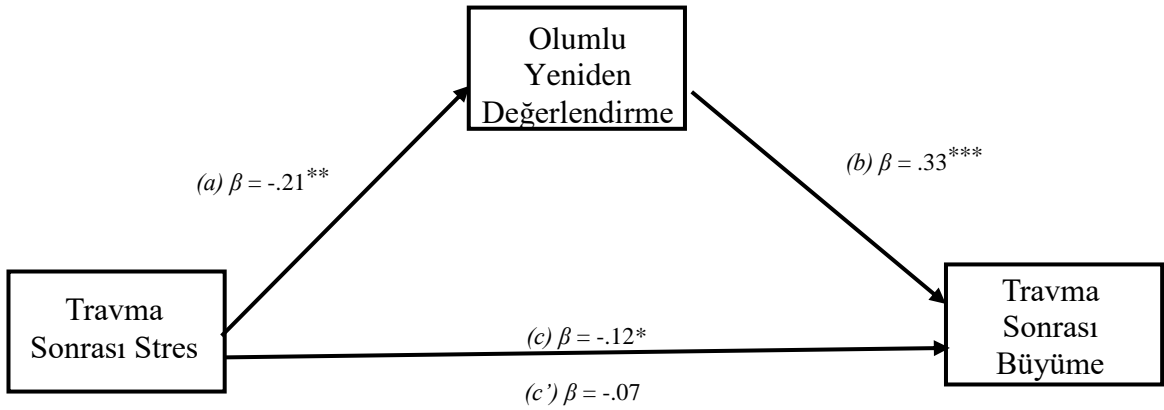 Olumlu
Yeniden
Değerlendirme
(a) β = -.21**
(b) β = .33***
Travma
Sonrası Stres
(c) β = -.12*
(c’) β = -.07
Travma
Sonrası
Büyüme